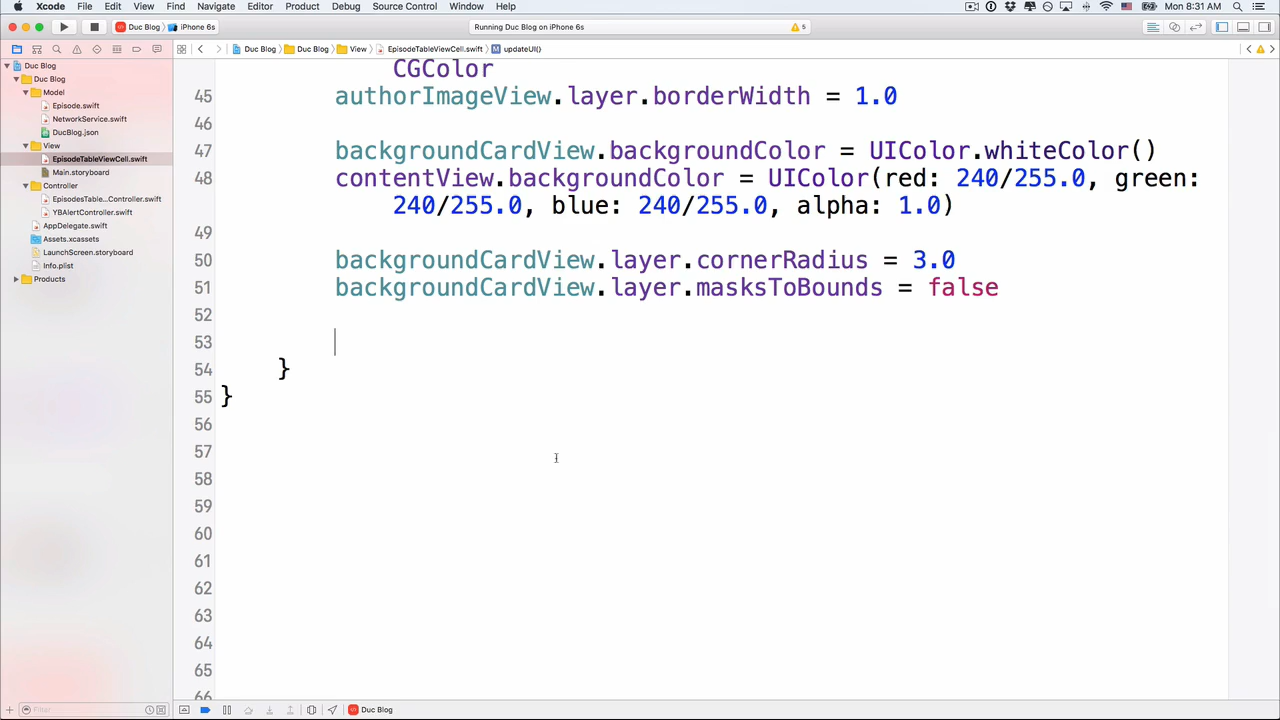 Xcode File Edit View Find Navigate Editor Product Debug Source Control Window Help Mon 8:31 AM
Duc Blog iPhone 6s Running Duc Blog on iPhone 6s 5
Duc Blog Duc Blog View EpisodeTableViewCell.swift M updateUI()
Duc Blog
Duc Blog
Model
Episode.swift
NetworkService.swift
DucBlog.json
View
EpisodeTableViewCell.swift
Main.storyboard
Controller
EpisodesTable...Controller.swift
YBAlertController.swift
AppDelegate.swift
Assets.xcassets
LaunchScreen.storyboard
Info.plist
Products
CGColor
45 authorImageView.layer.borderWidth = 1.0
46
47 backgroundCardView.backgroundColor = UIColor.whiteColor()
48 contentView.backgroundColor = UIColor(red: 240/255.0, green:
240/255.0, blue: 240/255.0, alpha: 1.0)
49
50 backgroundCardView.layer.cornerRadius = 3.0
51 backgroundCardView.layer.masksToBounds = false
52
53
54 }
55 }
56
57
58
59
60
61
62
63
64
65
66
Filter Duc Blog